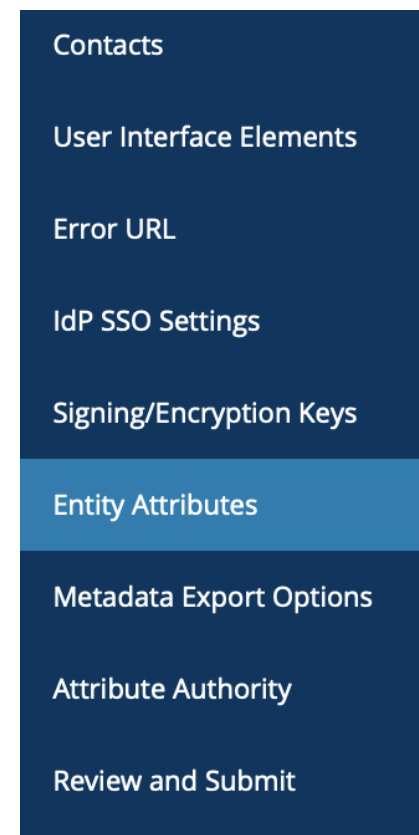 Contacts
User Interface Elements
Error URL
IdP SSO Settings
Signing/Encryption Keys
Entity Attributes
Metadata Export Options
Attribute Authority
Review and Submit